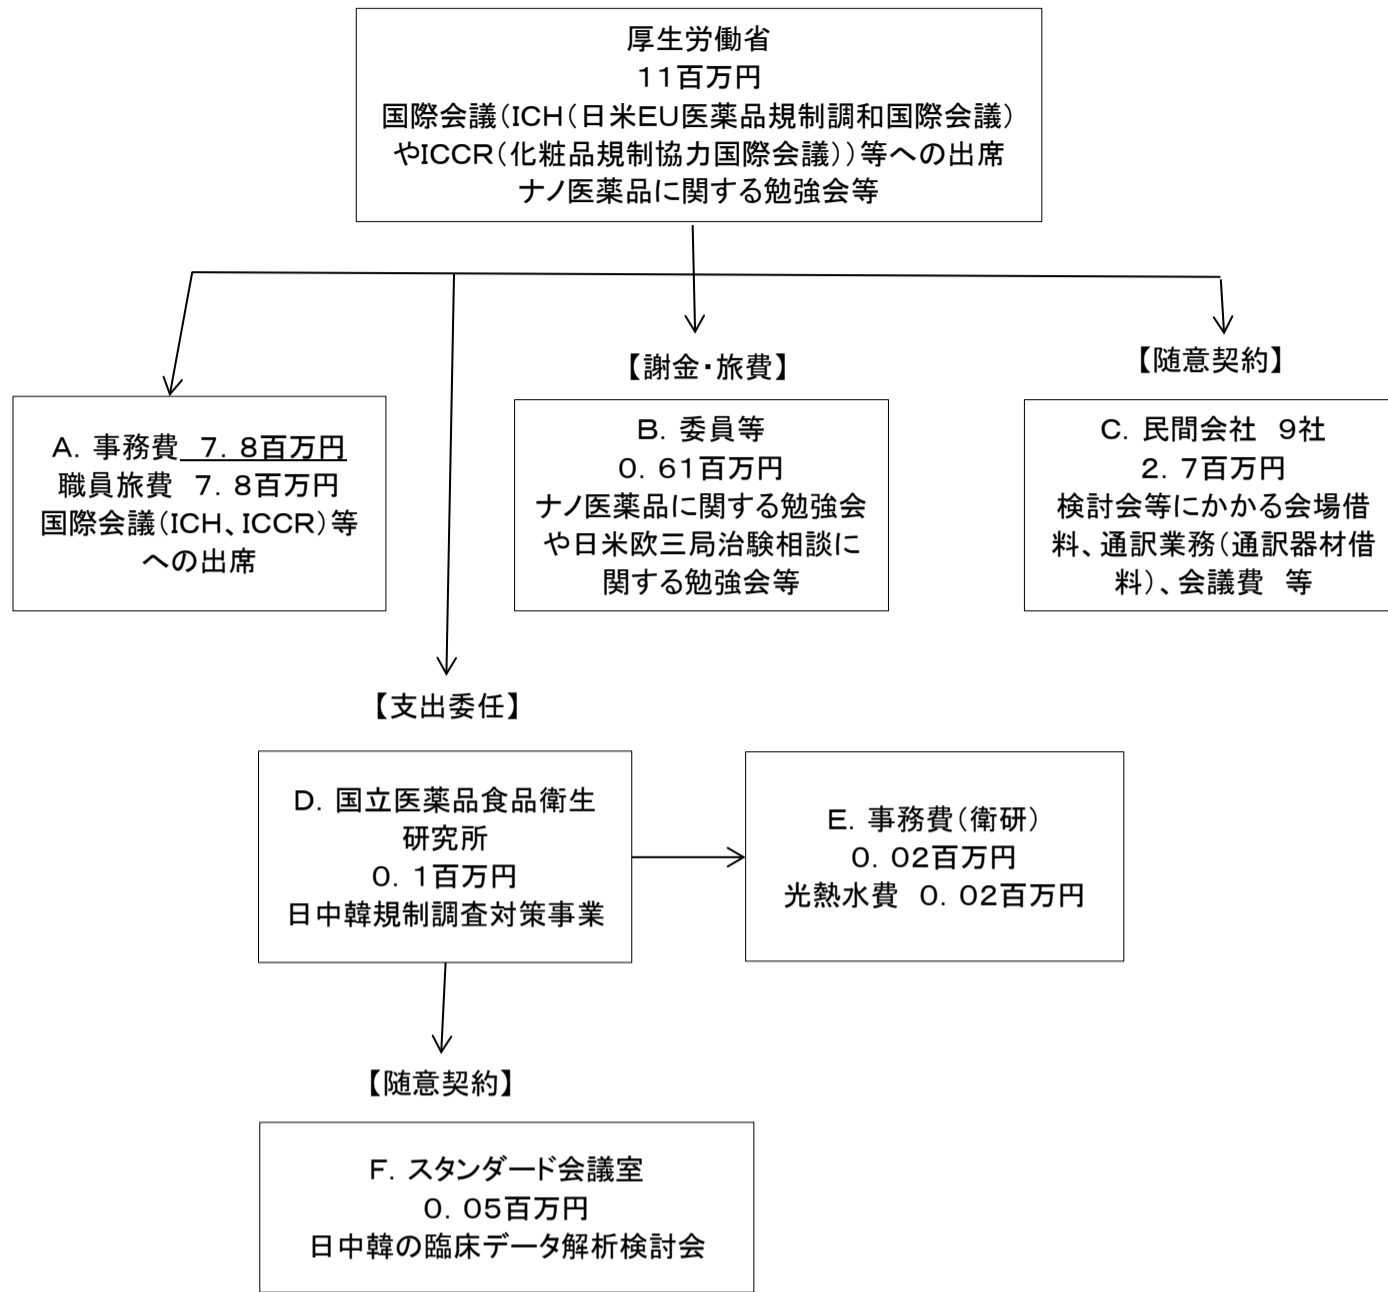 厚生労働省
11百万円
国際会議(ICH(日米EU医薬品規制調和国際会議)
やICCR(化粧品規制協力国際会議))等への出席
ナノ医薬品に関する勉強会等
【謝金・旅費】
【随意契約】
A. 事務費 7. 8百万円
職員旅費 7. 8百万円
国際会議(ICH、ICCR)等
への出席
B. 委員等
0. 61百万円
ナノ医薬品に関する勉強会
や日米欧三局治験相談に
関する勉強会等
C. 民間会社 9社
2. 7百万円
検討会等にかかる会場借
料、通訳業務(通訳器材借
料)、会議費 等
【支出委任】
D. 国立医薬品食品衛生
研究所
0. 1百万円
日中韓規制調査対策事業
E. 事務費(衛研)
0. 02百万円
光熱水費 0. 02百万円
【随意契約】
F. スタンダード会議室
0. 05百万円
日中韓の臨床データ解析検討会